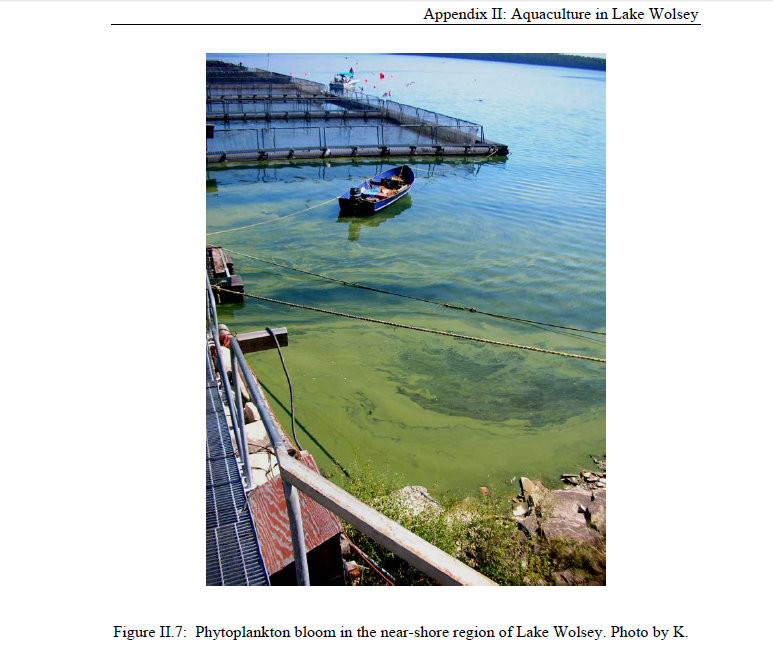 Appendix II: Aquaculture in Lake Wolsey
Figure II.7:  Phytoplankton bloom in the near-shore region of Lake Wolsey. Photo by K.